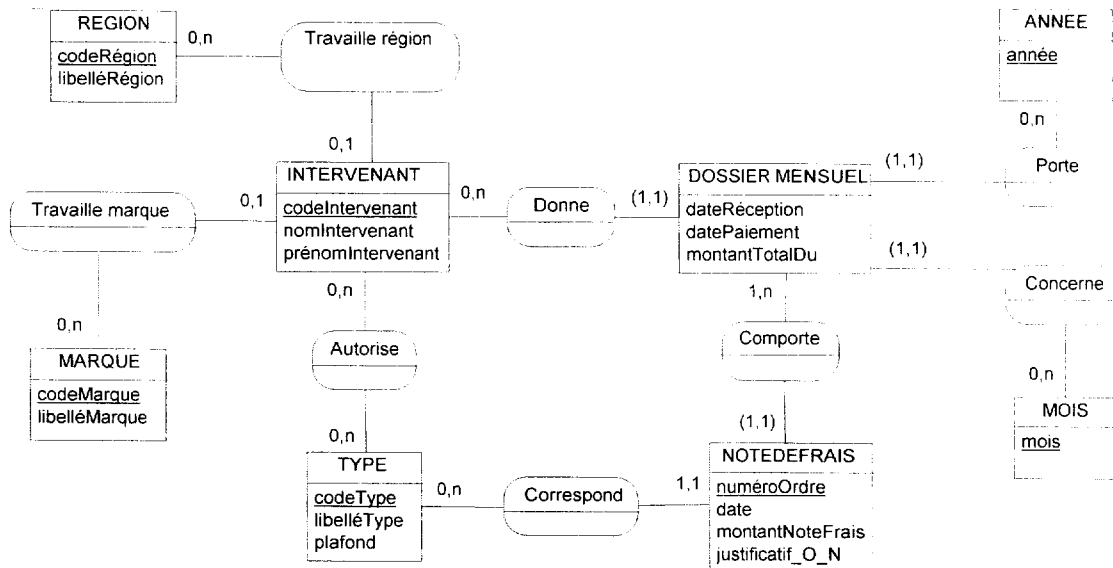 REGION
codeRégion
libelléRégion
0,n
Travaille région
0,1
ANNEE
année
0,n
INTERVENANT
codeIntervenant
nomIntervenant
prénomIntervenant
0,n
Donne
(1,1)
DOSSIER MENSUEL
dateRéception
datePaiement
montantTotalDu
(1,1)
Porte
(1,1)
Concerne
Travaille marque
0,1
0,n
MARQUE
codeMarque
libelléMarque
0,n
Autorise
0,n
1,n
Comporte
(1,1)
0,n
MOIS
mois
TYPE
codeType
libelléType
plafond
0,n
Correspond
1,1
NOTEDEFRAIS
numéroOrdre
date
montantNoteFrais
justificatif_O_N